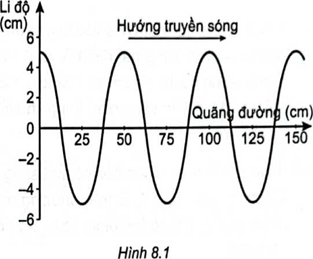 Li độ
(cm)
Hướng truyền sóng
6
4
2
Quãng đường (cm)
0
25
50
75
100
125
150
–2
–4
–6
Hình 8.1